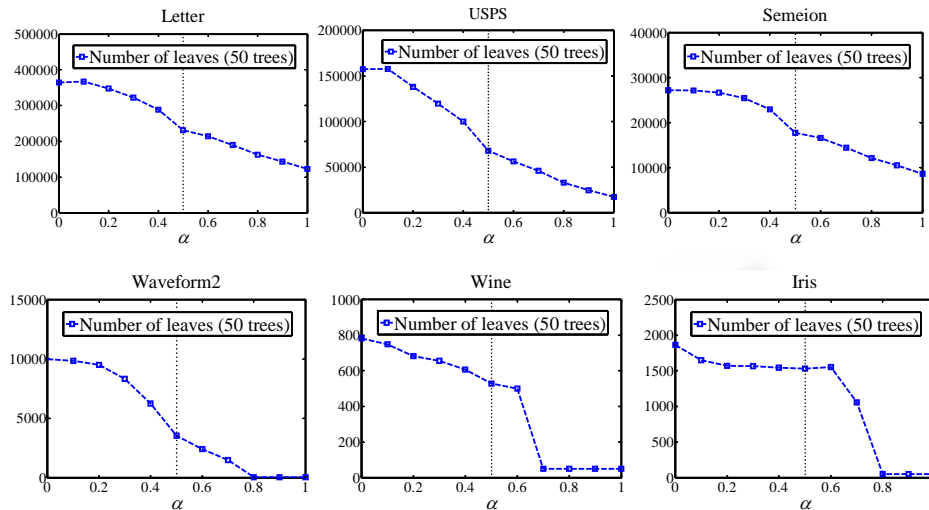 Letter
500000
400000
300000
200000
100000
0
Number of leaves (50 trees)
0 0.2 0.4 0.6 0.8 1
α
USPS
200000
150000
100000
50000
0
Number of leaves (50 trees)
0 0.2 0.4 0.6 0.8 1
α
Semeion
40000
30000
20000
10000
0
Number of leaves (50 trees)
0 0.2 0.4 0.6 0.8 1
α
Waveform2
15000
10000
5000
0
Number of leaves (50 trees)
0 0.2 0.4 0.6 0.8 1
α
Wine
1000
800
600
400
200
0
Number of leaves (50 trees)
0 0.2 0.4 0.6 0.8 1
α
Iris
2500
2000
1500
1000
500
0
Number of leaves (50 trees)
0 0.2 0.4 0.6 0.8
α